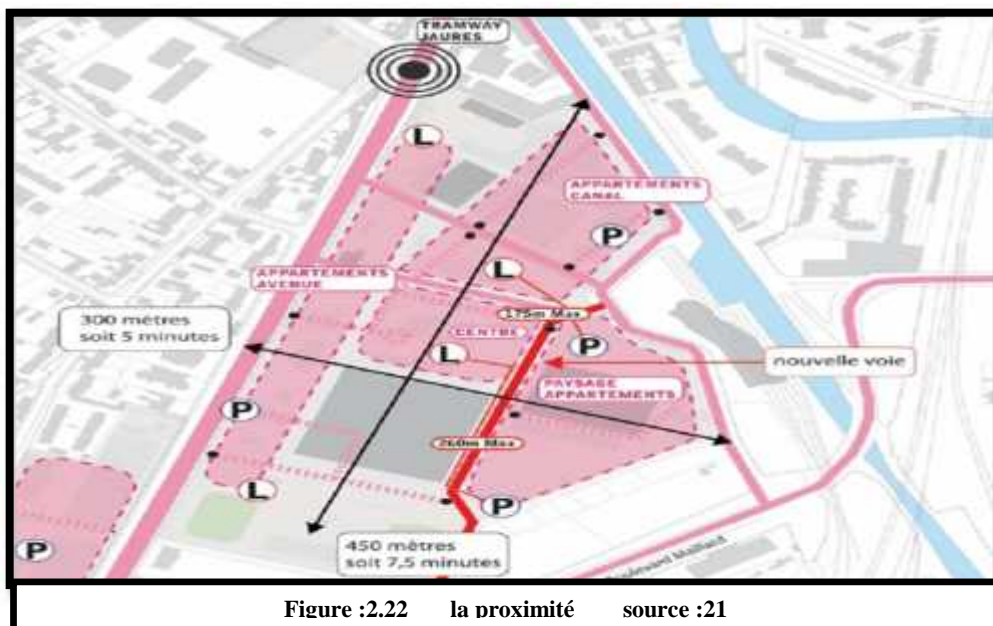 TRAMWAY
JAURES
L
APPARTEMENTS
CANAL
P
APPARTEMENTS
AVENUE
L
300 mètres
soit 5 minutes
175m Max
CENTRE
P
nouvelle voie
L
PAYSAGE
APPARTEMENTS
P
260m Max
L
P
P
450 mètres
soit 7,5 minutes
Boulevard Maillard
Figure :2.22 la proximité source :21